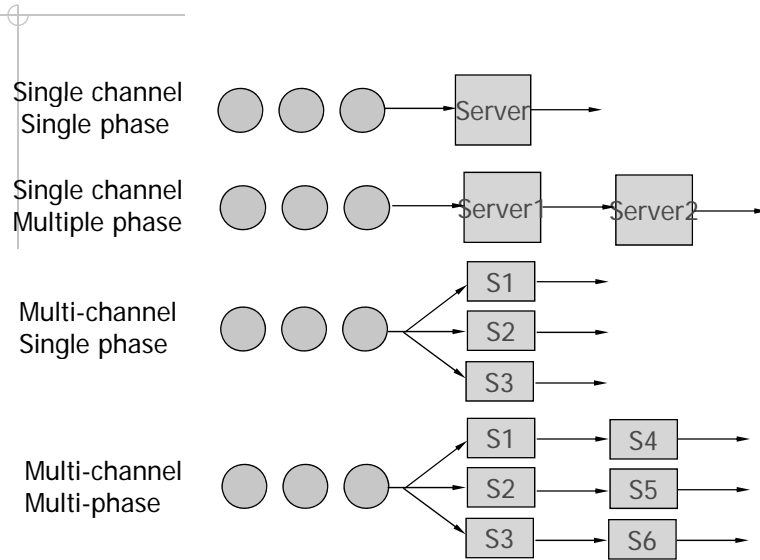 Single channel
Single phase
Server
Single channel
Multiple phase
Server1
Server2
Multi-channel
Single phase
S1
S2
S3
Multi-channel
Multi-phase
S1
S4
S2
S5
S3
S6